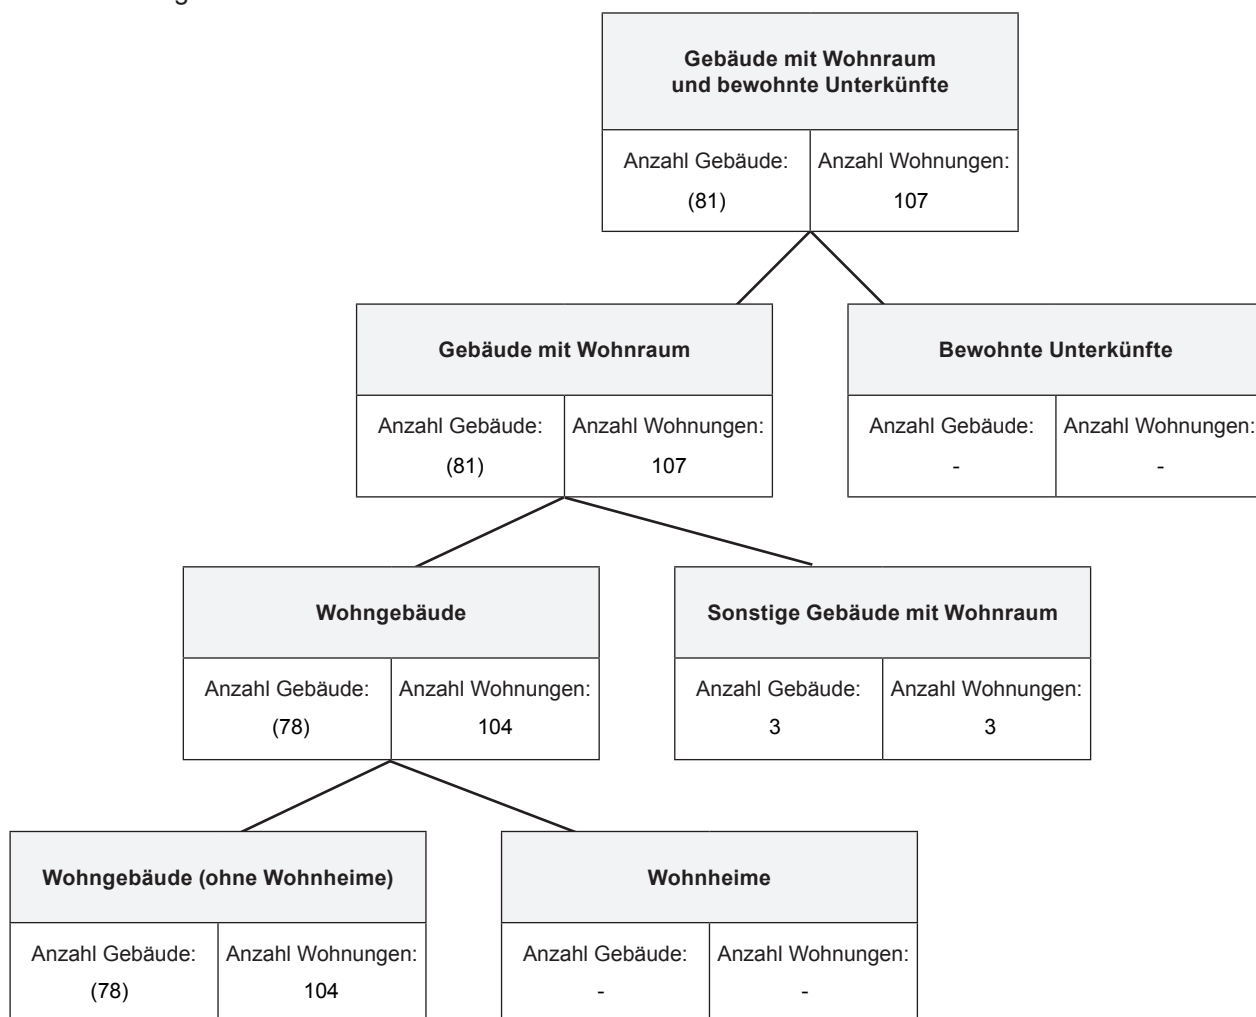 Gebäude mit Wohnraum
und bewohnte Unterkünfte
Anzahl Gebäude: Anzahl Wohnungen:
(81) 107
Gebäude mit Wohnraum
Anzahl Gebäude: Anzahl Wohnungen:
(81) 107
Bewohnte Unterkünfte
Anzahl Gebäude: Anzahl Wohnungen:
- -
Wohngebäude
Anzahl Gebäude: Anzahl Wohnungen:
(78) 104
Sonstige Gebäude mit Wohnraum
Anzahl Gebäude: Anzahl Wohnungen:
3 3
Wohngebäude (ohne Wohnheime)
Anzahl Gebäude: Anzahl Wohnungen:
(78) 104
Wohnheime
Anzahl Gebäude: Anzahl Wohnungen:
- -